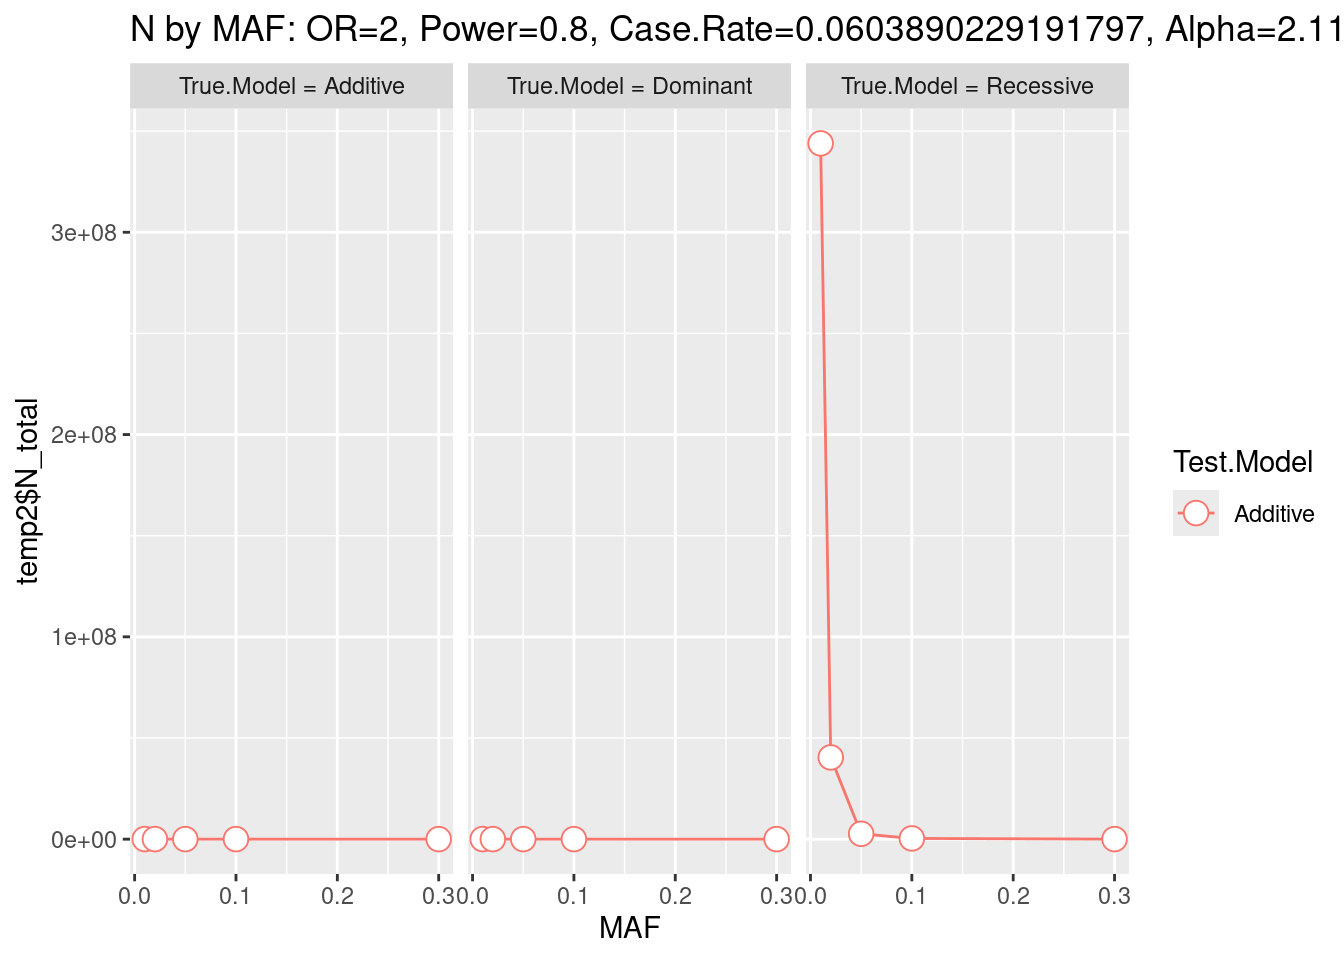 N by MAF: OR=2, Power=0.8, Case.Rate=0.0603890229191797, Alpha=2.11
True.Model = Additive
True.Model = Dominant
True.Model = Recessive
temp2$N_total
3e+08
2e+08
1e+08
0e+00
0.0 0.1 0.2 0.3
0.0 0.1 0.2 0.3
0.0 0.1 0.2 0.3
MAF
Test.Model
Additive